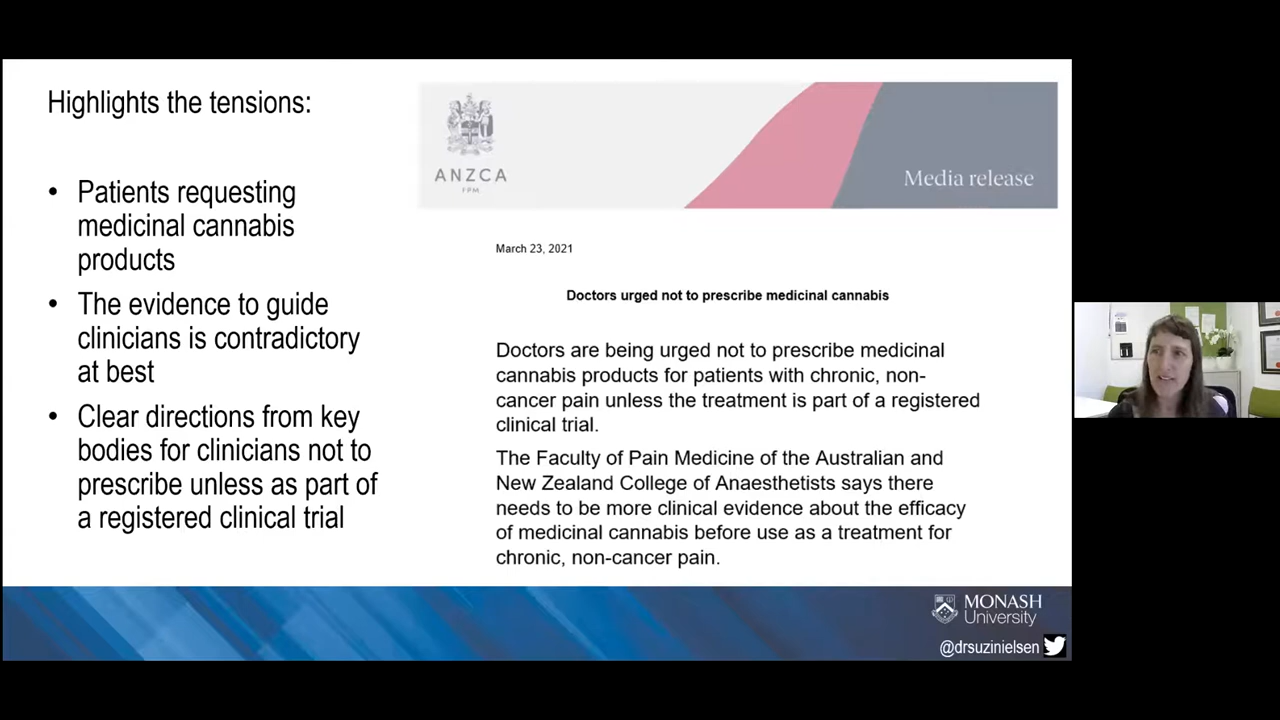 Highlights the tensions:
• Patients requesting
medicinal cannabis
products
• The evidence to guide
clinicians is contradictory
at best
• Clear directions from key
bodies for clinicians not to
prescribe unless as part of
a registered clinical trial
ANZCA
FPM
Media release
March 23, 2021
Doctors urged not to prescribe medicinal cannabis
Doctors are being urged not to prescribe medicinal
cannabis products for patients with chronic, non-
cancer pain unless the treatment is part of a registered
clinical trial.
The Faculty of Pain Medicine of the Australian and
New Zealand College of Anaesthetists says there
needs to be more clinical evidence about the efficacy
of medicinal cannabis before use as a treatment for
chronic, non-cancer pain.
MONASH
University
@drsuzinielsen